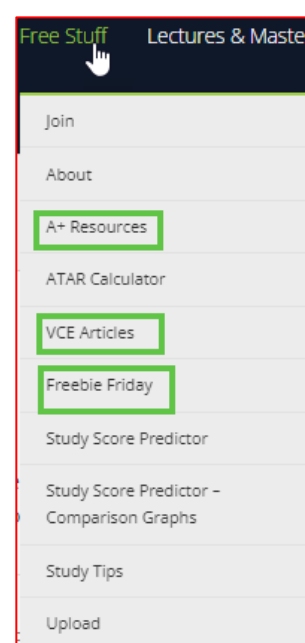 Free Stuff Lectures & Maste
Join
About
A+ Resources
ATAR Calculator
VCE Articles
Freebie Friday
Study Score Predictor
Study Score Predictor –
Comparison Graphs
Study Tips
Upload